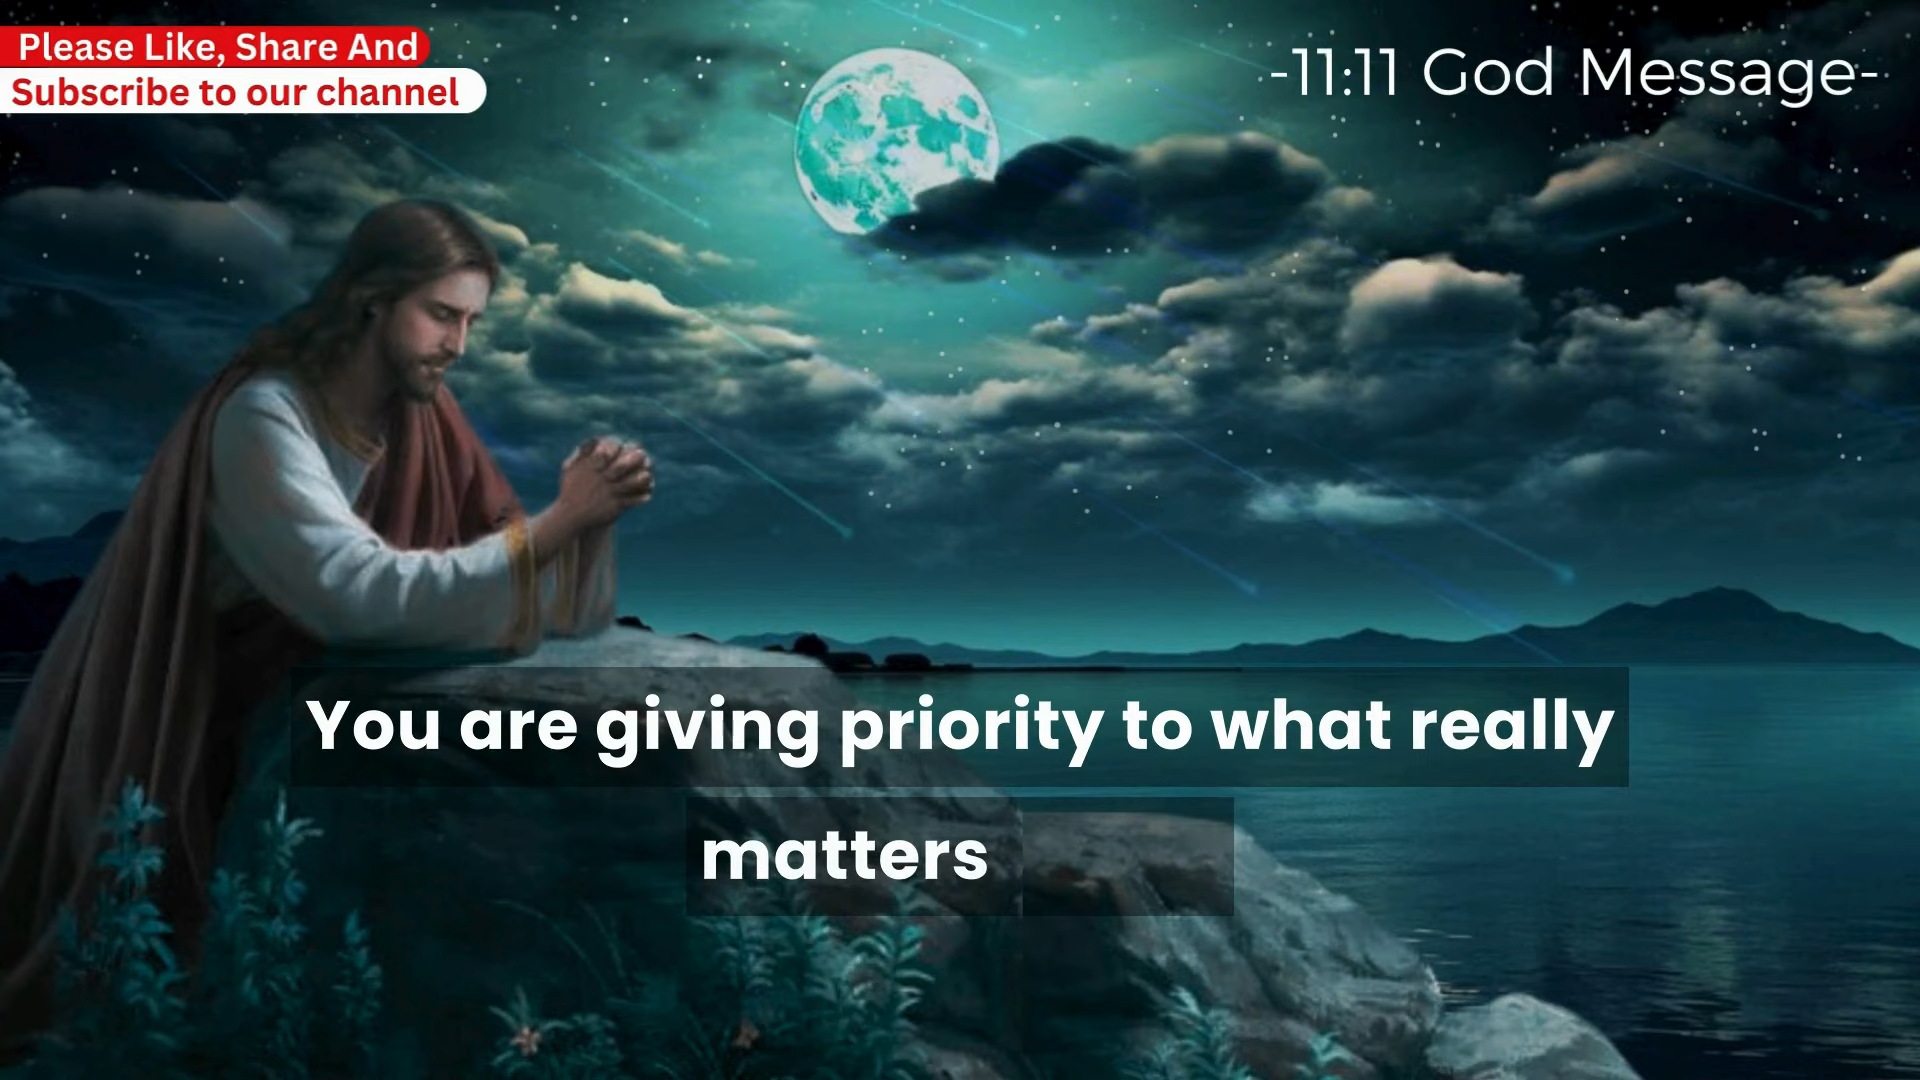 Please Like, Share And
Subscribe to our channel
-11:11 God Message-
You are giving priority to what really
matters